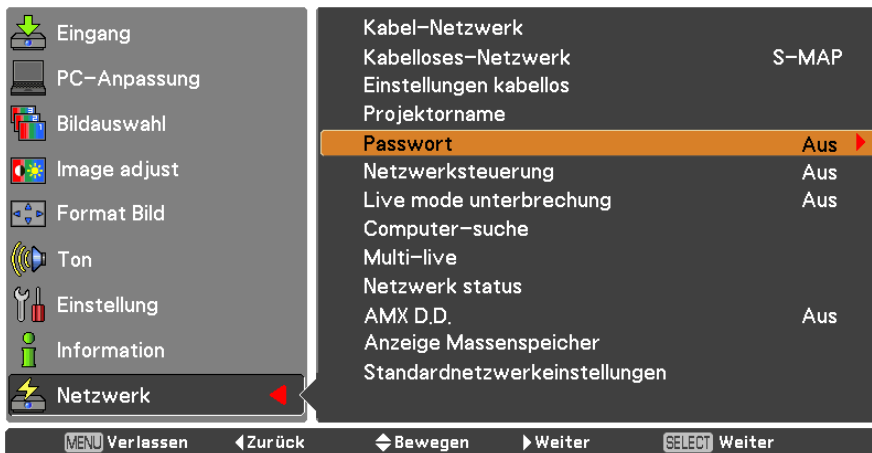 Eingang
PC-Anpassung
Bildauswahl
Image adjust
Format Bild
Ton
Einstellung
Information
Netzwerk
Kabel-Netzwerk
Kabelloses-Netzwerk S-MAP
Einstellungen kabellos
Projektorname
Passwort Aus
Netzwerksteuerung Aus
Live mode unterbrechung Aus
Computer-suche
Multi-live
Netzwerk status
AMX D.D. Aus
Anzeige Massenspeicher
Standardnetzwerkeinstellungen
MENU Verlassen Zurück Bewegen Weiter SELECT Weiter